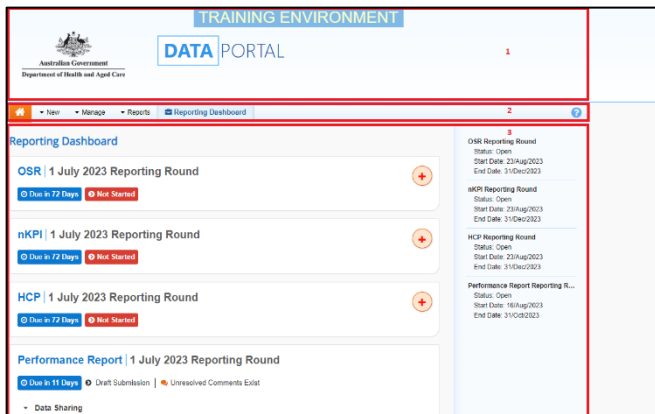 TRAINING ENVIRONMENT
Australian Government
Department of Health and Aged Care
DATA PORTAL
1
New Manage Reports Reporting Dashboard ?
2
3
Reporting Dashboard
OSR | 1 July 2023 Reporting Round
+
Due in 72 Days Not Started
nKPI | 1 July 2023 Reporting Round
+
Due in 72 Days Not Started
HCP | 1 July 2023 Reporting Round
+
Due in 72 Days Not Started
Performance Report | 1 July 2023 Reporting Round
Due in 11 Days Draft Submission | Unresolved Comments Exist
Data Sharing
OSR Reporting Round
Status: Open
Start Date: 23/Aug/2023
End Date: 31/Dec/2023
nKPI Reporting Round
Status: Open
Start Date: 23/Aug/2023
End Date: 31/Dec/2023
HCP Reporting Round
Status: Open
Start Date: 23/Aug/2023
End Date: 31/Dec/2023
Performance Report Reporting R...
Status: Open
Start Date: 16/Aug/2023
End Date: 31/Oct/2023